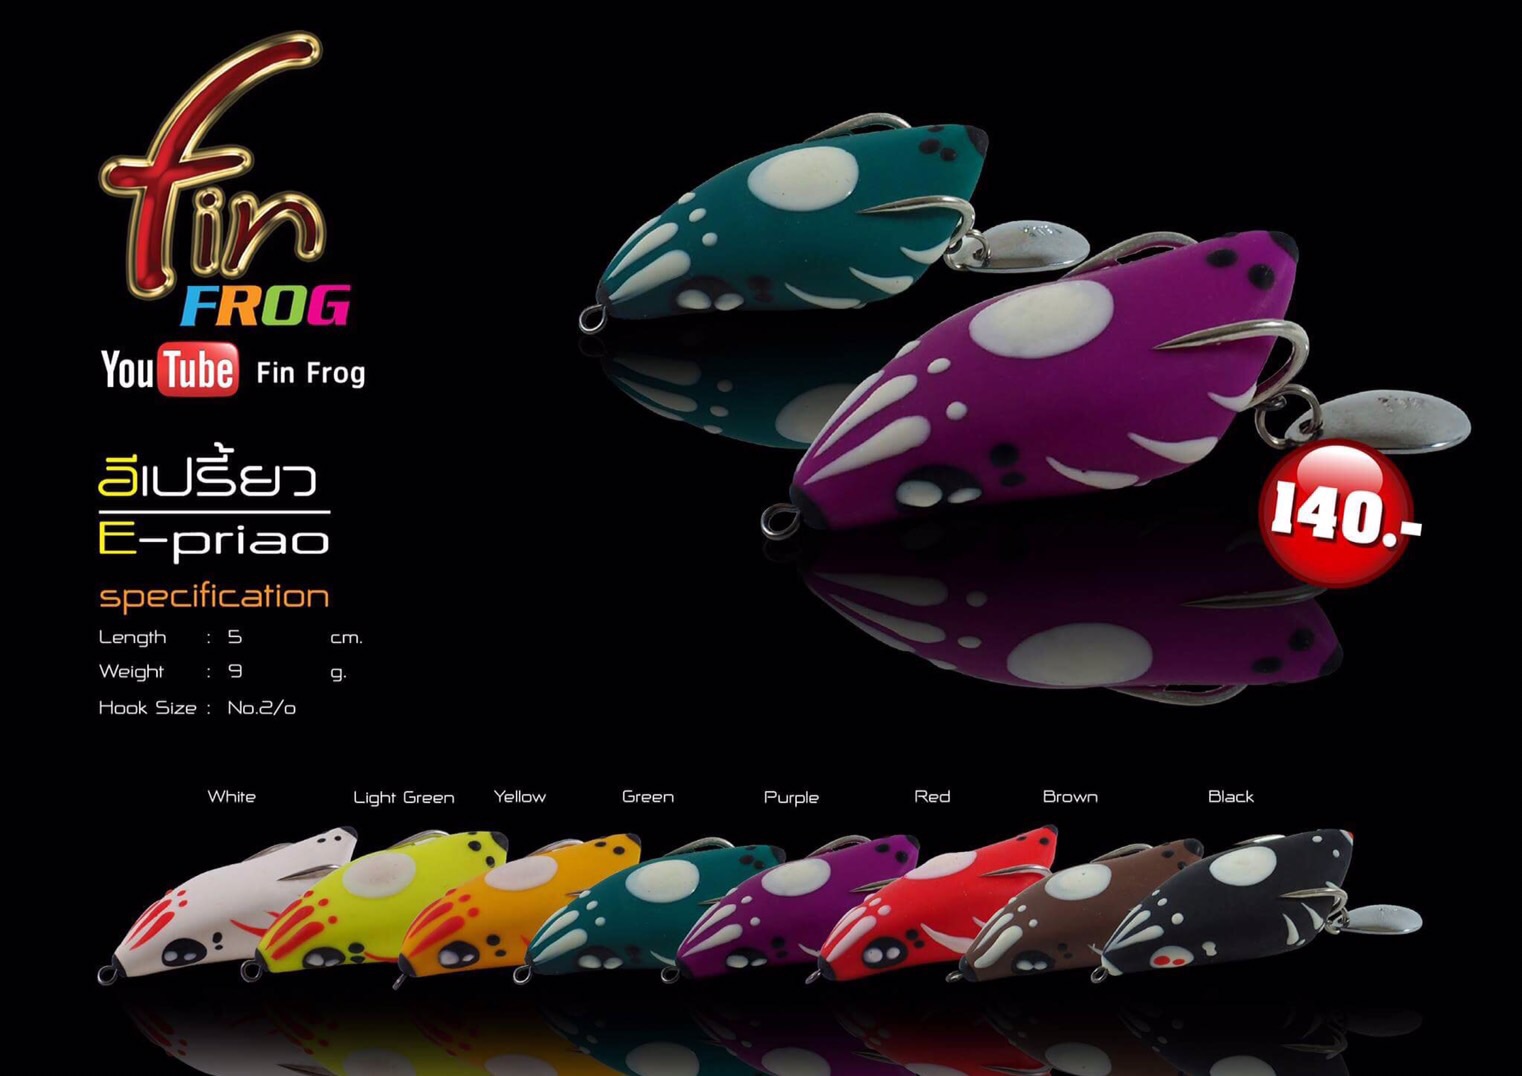 fin
FROG
YouTube Fin Frog
อีเปรี้ยว
E-priao
specification
Length : 5 cm.
Weight : 9 g.
Hook Size : No.2/o
140.-
White Light Green Yellow Green Purple Red Brown Black